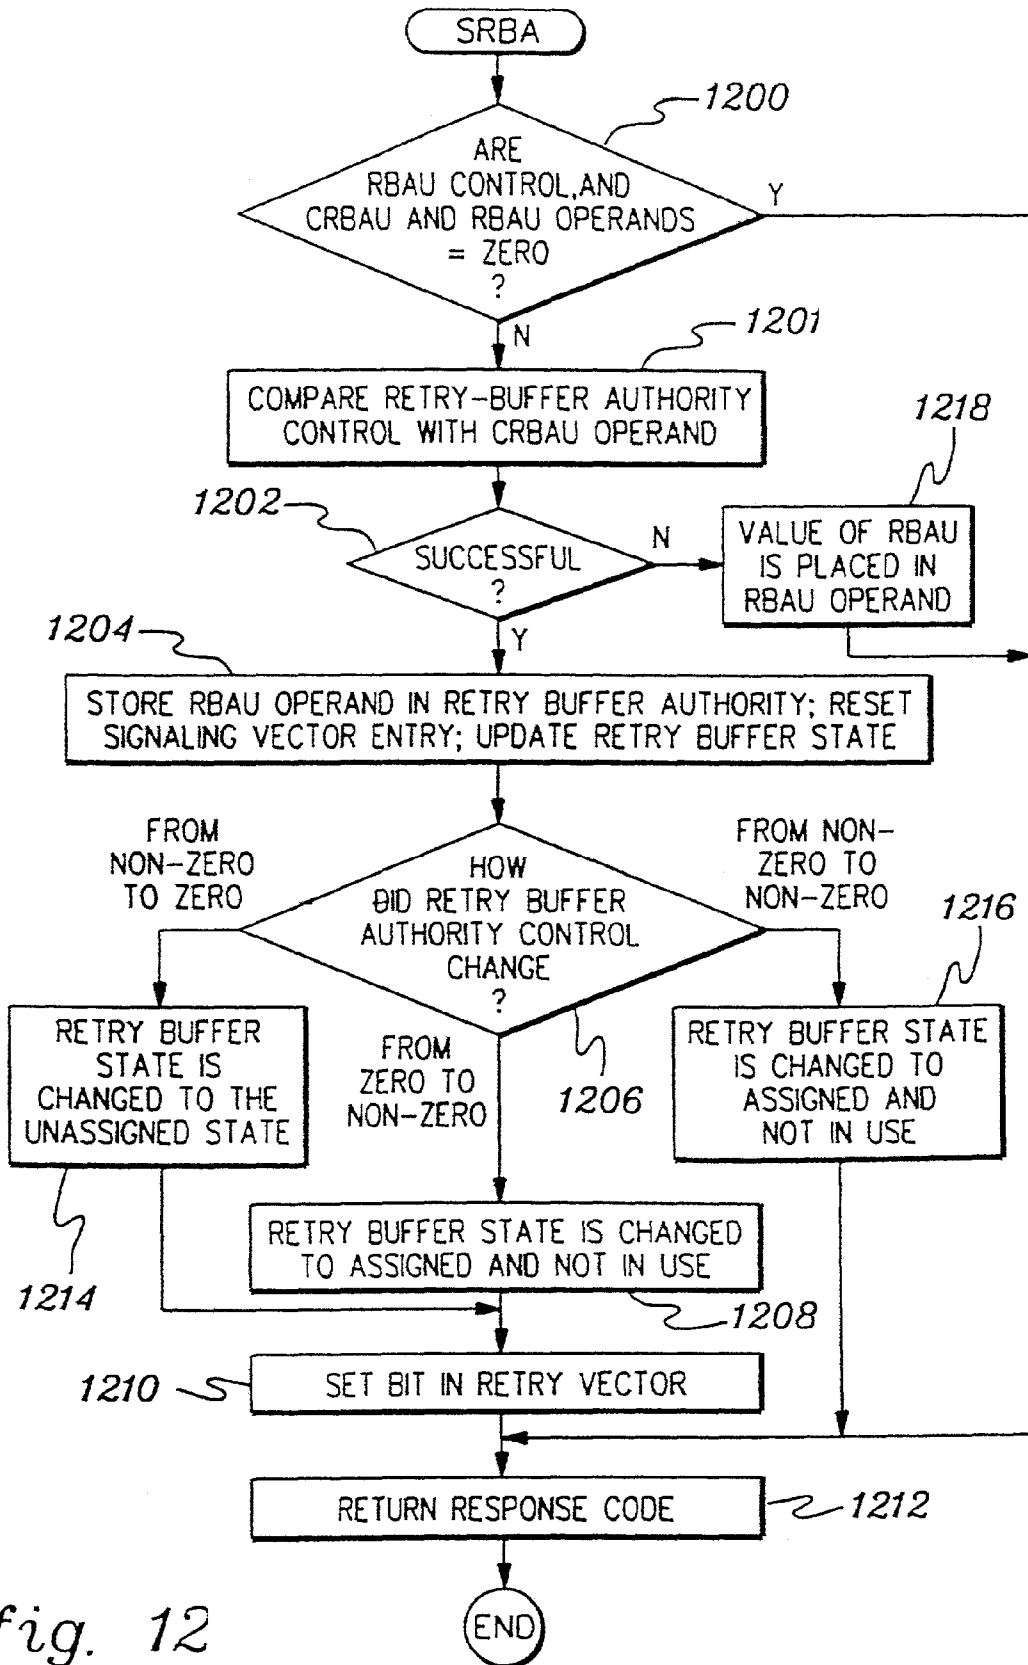 SRBA
1200
ARE
RBAU CONTROL,AND
CRBAU AND RBAU OPERANDS
= ZERO
?
Y
N
1201
COMPARE RETRY-BUFFER AUTHORITY
CONTROL WITH CRBAU OPERAND
1202
SUCCESSFUL
?
N
Y
1218
VALUE OF RBAU
IS PLACED IN
RBAU OPERAND
1204
STORE RBAU OPERAND IN RETRY BUFFER AUTHORITY; RESET
SIGNALING VECTOR ENTRY; UPDATE RETRY BUFFER STATE
FROM
NON-ZERO
TO ZERO
HOW
DID RETRY BUFFER
AUTHORITY CONTROL
CHANGE
?
FROM NON-
ZERO TO
NON-ZERO
1216
RETRY BUFFER
STATE IS
CHANGED TO THE
UNASSIGNED STATE
1214
FROM
ZERO TO
NON-ZERO
1206
RETRY BUFFER STATE
IS CHANGED TO
ASSIGNED AND
NOT IN USE
RETRY BUFFER STATE IS CHANGED
TO ASSIGNED AND NOT IN USE
1208
1210
SET BIT IN RETRY VECTOR
RETURN RESPONSE CODE
1212
END
fig. 12